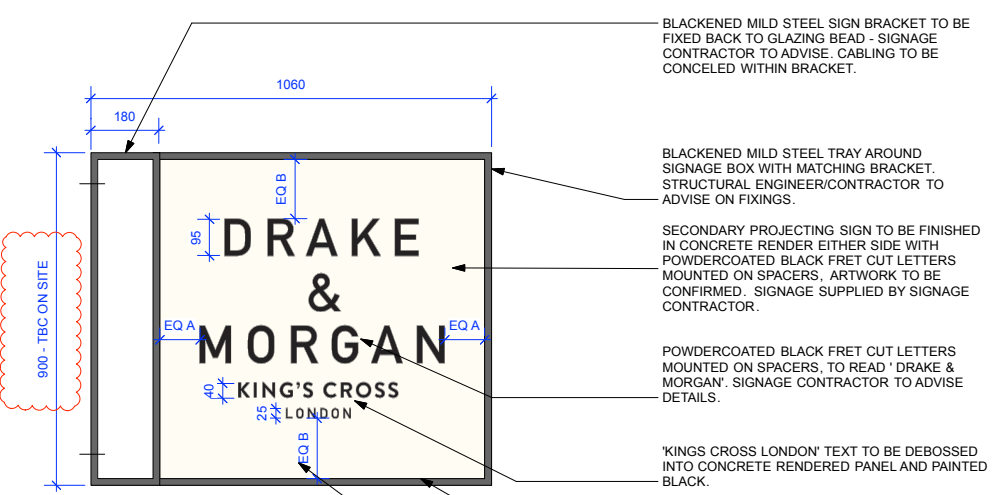 BLACKENED MILD STEEL SIGN BRACKET TO BE
FIXED BACK TO GLAZING BEAD - SIGNAGE
CONTRACTOR TO ADVISE. CABLING TO BE
CONCELED WITHIN BRACKET.
1060
180
BLACKENED MILD STEEL TRAY AROUND
SIGNAGE BOX WITH MATCHING BRACKET.
STRUCTURAL ENGINEER/CONTRACTOR TO
ADVISE ON FIXINGS.
EQ B
95
DRAKE
&
MORGAN
EQ A
EQ A
40
KING'S CROSS
25
LONDON
EQ B
900 - TBC ON SITE
SECONDARY PROJECTING SIGN TO BE FINISHED
IN CONCRETE RENDER EITHER SIDE WITH
POWDERCOATED BLACK FRET CUT LETTERS
MOUNTED ON SPACERS, ARTWORK TO BE
CONFIRMED. SIGNAGE SUPPLIED BY SIGNAGE
CONTRACTOR.
POWDERCOATED BLACK FRET CUT LETTERS
MOUNTED ON SPACERS, TO READ ' DRAKE &
MORGAN'. SIGNAGE CONTRACTOR TO ADVISE
DETAILS.
'KINGS CROSS LONDON' TEXT TO BE DEBOSSED
INTO CONCRETE RENDERED PANEL AND PAINTED
BLACK.